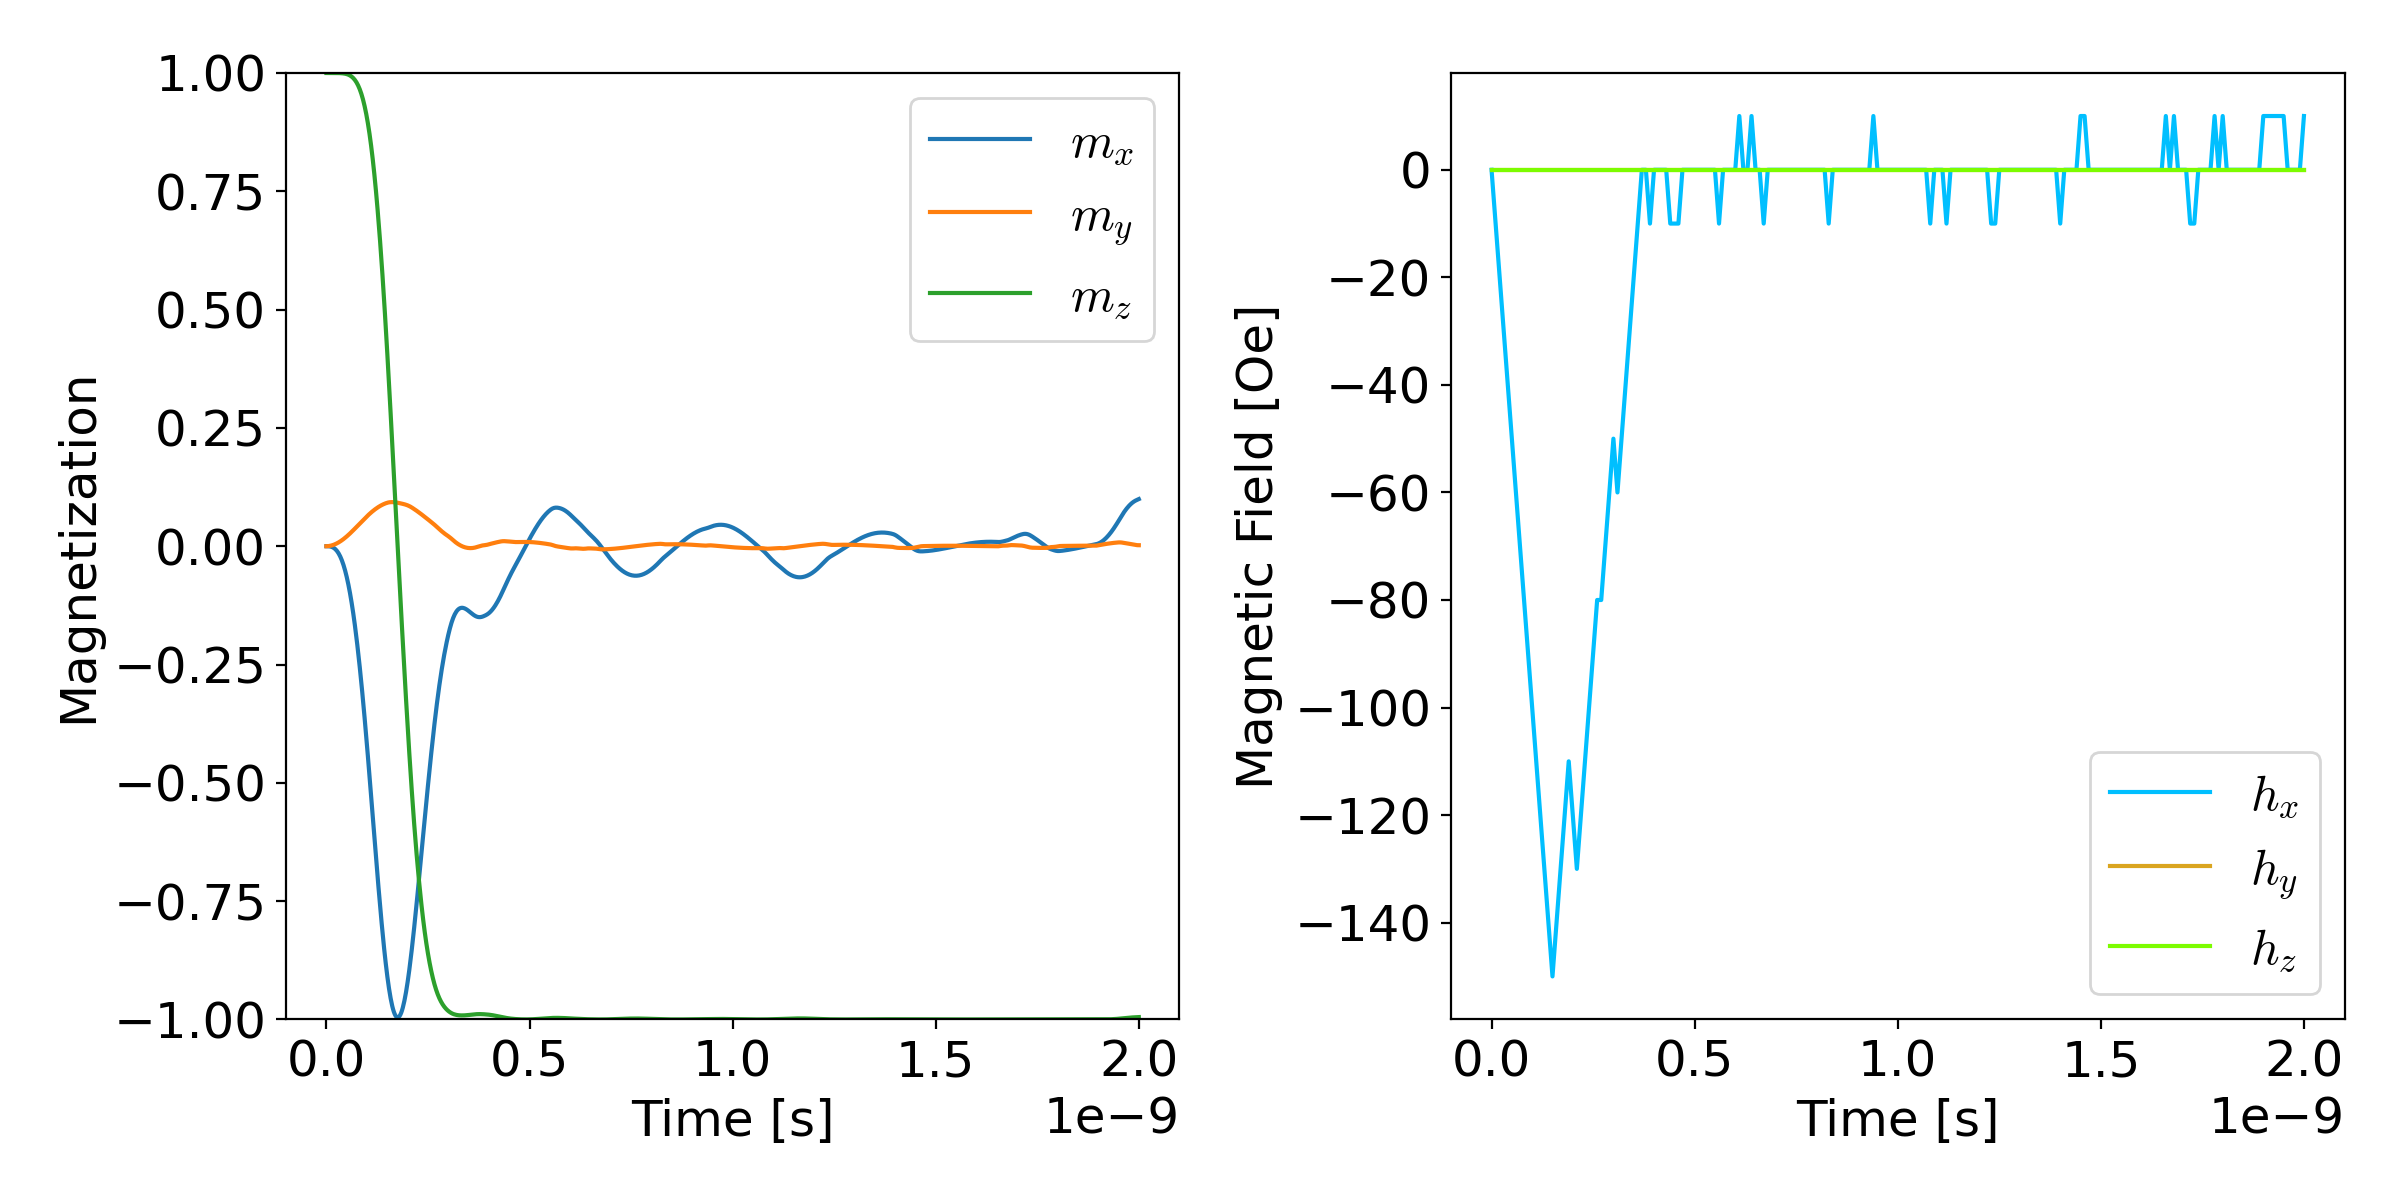 Magnetization
1.00
0.75
0.50
0.25
0.00
−0.25
−0.50
−0.75
−1.00
0.0 0.5 1.0 1.5 2.0
Time [s]
1e−9
m_x
m_y
m_z
Magnetic Field [Oe]
0
−20
−40
−60
−80
−100
−120
−140
0.0 0.5 1.0 1.5 2.0
Time [s]
1e−9
h_x
h_y
h_z